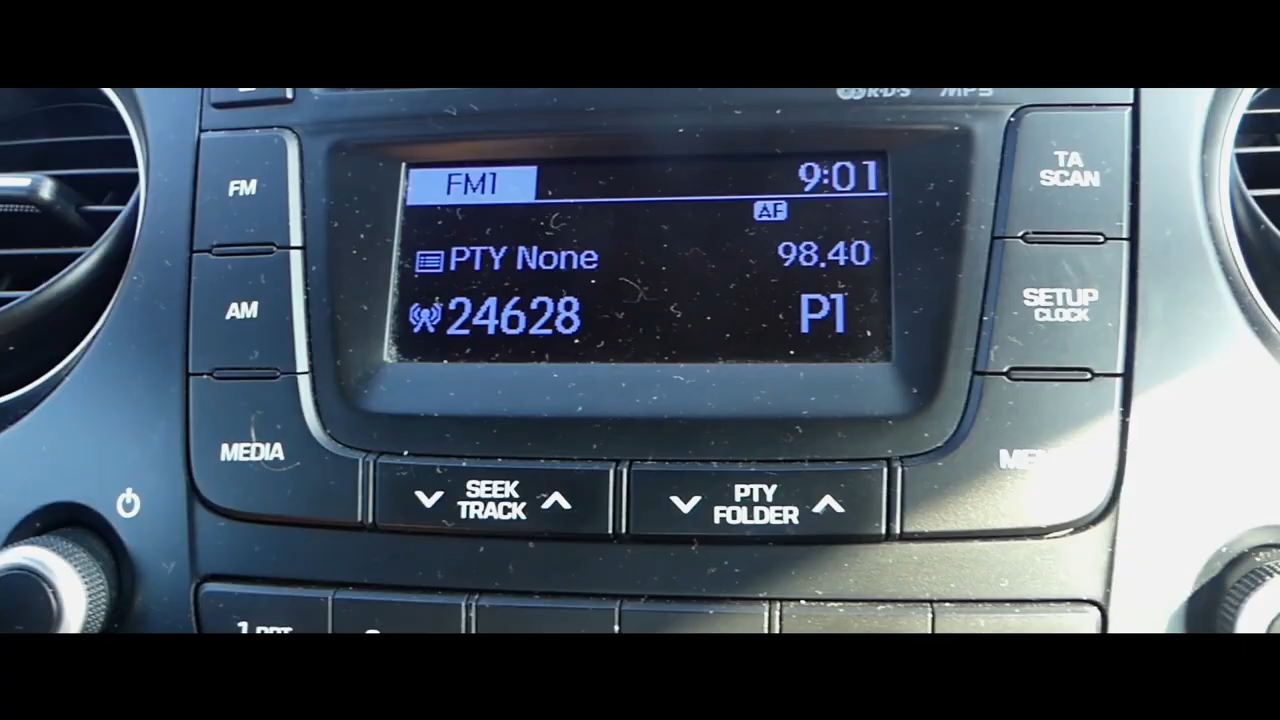 R·D·S MP3
FM
FM1
9:01
TA
SCAN
AF
PTY None
98.40
AM
24628
P1
SETUP
CLOCK
MEDIA
SEEK
TRACK
PTY
FOLDER